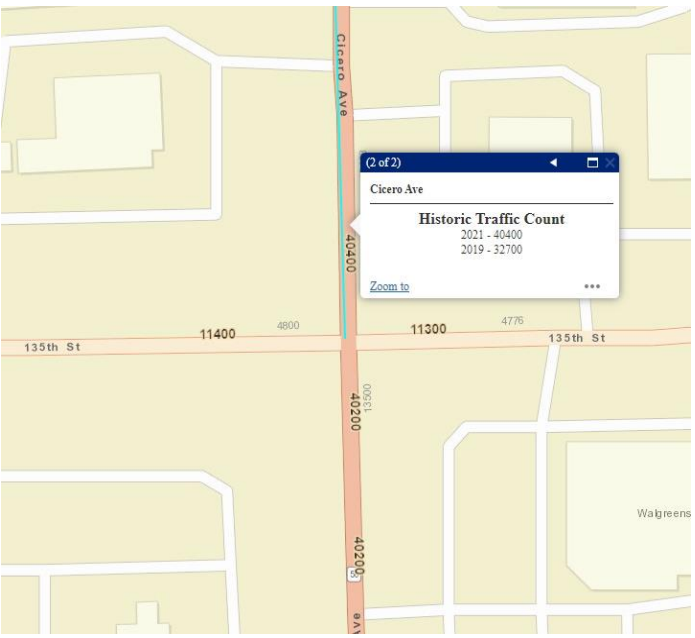 Cicero Ave
(2 of 2)
Cicero Ave
Historic Traffic Count
2021 - 40400
2019 - 32700
Zoom to
40400
4800
11400
11300
4776
135th St
135th St
40200
13500
40200
Walgreens
Ave